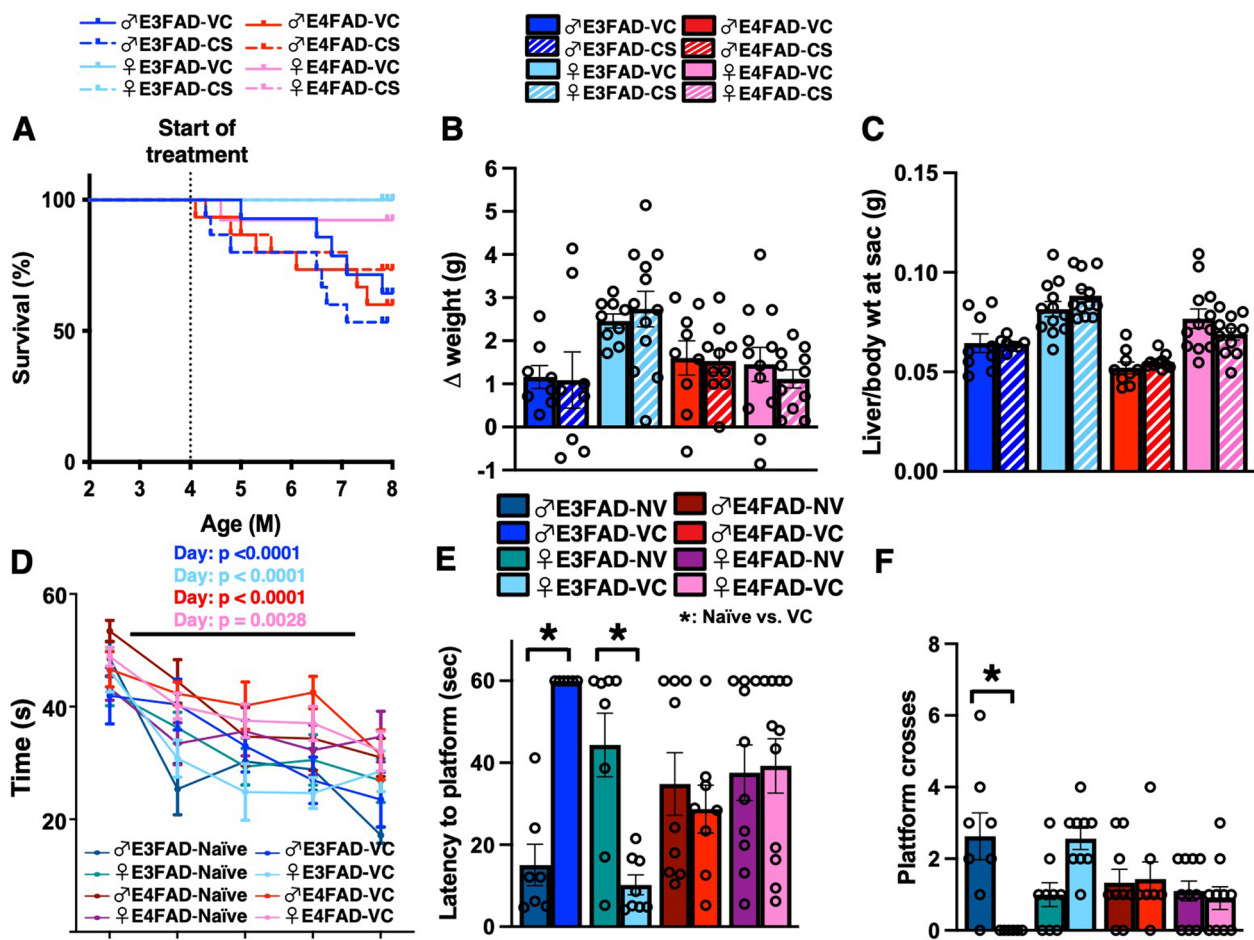 ♂E3FAD-VC ♂E4FAD-VC
♂E3FAD-CS ♂E4FAD-CS
♀E3FAD-VC ♀E4FAD-VC
♀E3FAD-CS ♀E4FAD-CS
♂E3FAD-VC ♂E4FAD-VC
♂E3FAD-CS ♂E4FAD-CS
♀E3FAD-VC ♀E4FAD-VC
♀E3FAD-CS ♀E4FAD-CS
A
Start of
treatment
Survival (%)
100
50
0
2 3 4 5 6 7 8
Age (M)
B
Δ weight (g)
6
5
4
3
2
1
0
-1
C
Liver/body wt at sac (g)
0.15
0.10
0.05
0.00
D
Day: p <0.0001
Day: p < 0.0001
Day: p < 0.0001
Day: p = 0.0028
Time (s)
60
40
20
♂E3FAD-Naïve ♂E3FAD-VC
♀E3FAD-Naïve ♀E3FAD-VC
♂E4FAD-Naïve ♂E4FAD-VC
♀E4FAD-Naïve ♀E4FAD-VC
♂E3FAD-NV ♂E4FAD-NV
♂E3FAD-VC ♂E4FAD-VC
♀E3FAD-NV ♀E4FAD-NV
♀E3FAD-VC ♀E4FAD-VC
*: Naïve vs. VC
E
Latency to platform (sec)
60
40
20
0
* *
F
Platform crosses
8
6
4
2
0
*